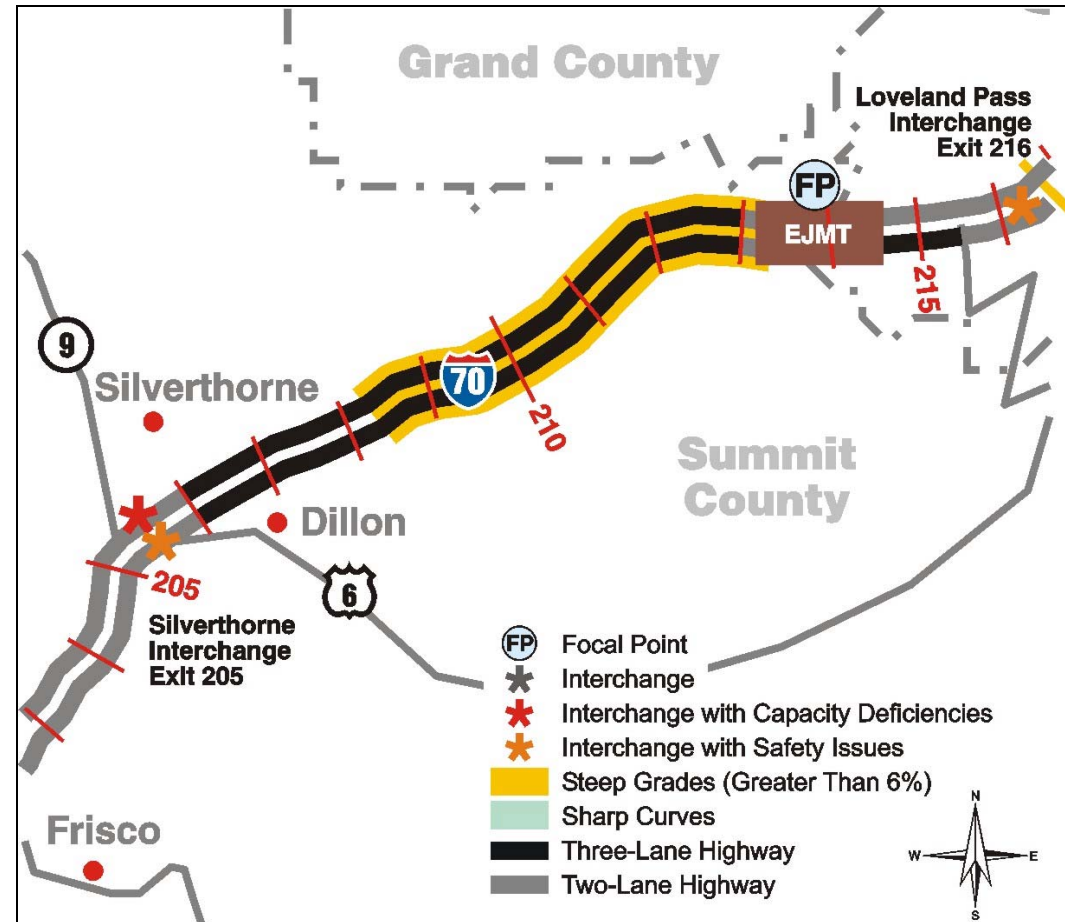 Grand County
Loveland Pass
Interchange
Exit 216
FP
EJMT
215
9
Silverthorne
70
210
Summit
County
Dillon
205
6
Silverthorne
Interchange
Exit 205
FP Focal Point
Interchange
Interchange with Capacity Deficiencies
Interchange with Safety Issues
Steep Grades (Greater Than 6%)
Sharp Curves
Three-Lane Highway
Two-Lane Highway
Frisco
N
W E
S